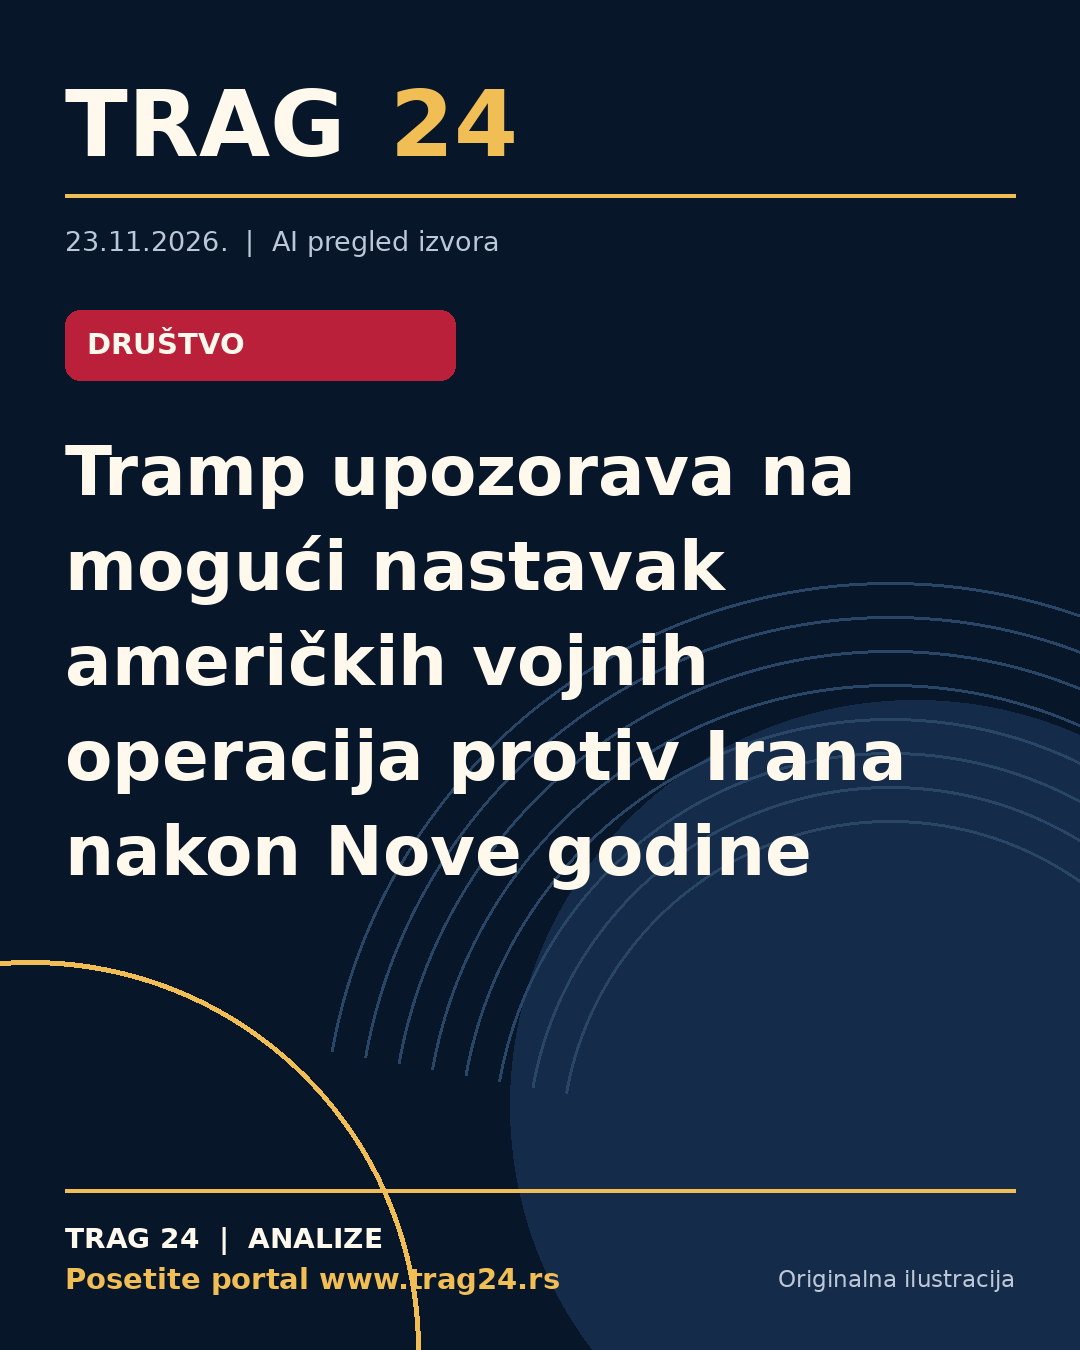 TRAG 24
23.11.2026. | AI pregled izvora
DRUŠTVO
Tramp upozorava na
mogući nastavak
američkih vojnih
operacija protiv Irana
nakon Nove godine
TRAG 24 | ANALIZE
Posetite portal www.trag24.rs
Originalna ilustracija